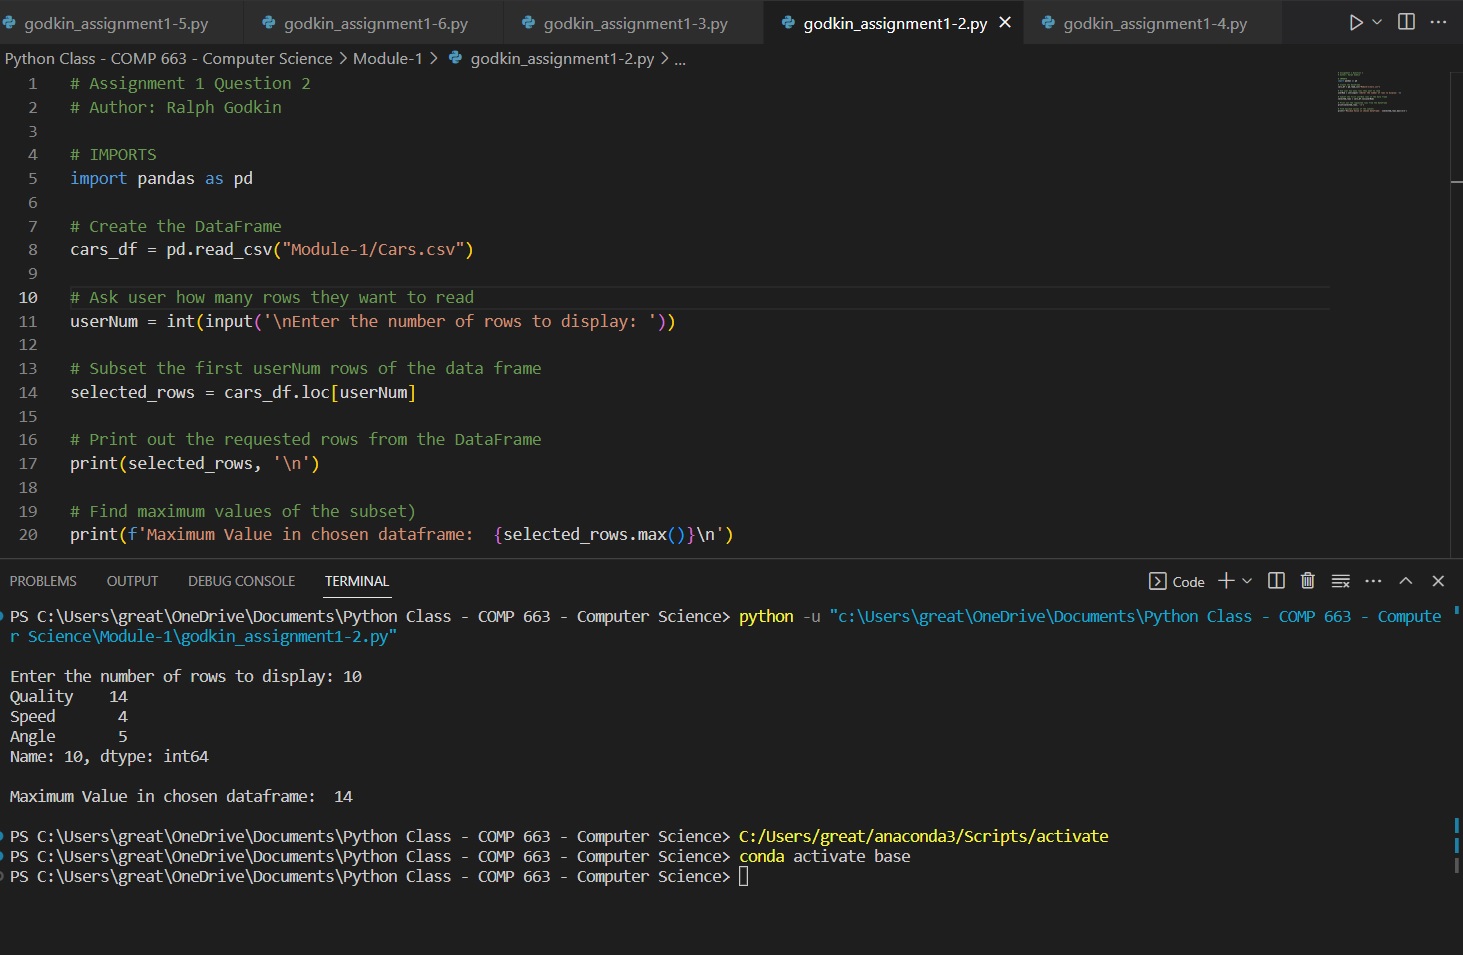 godkin_assignment1-5.py godkin_assignment1-6.py godkin_assignment1-3.py godkin_assignment1-2.py godkin_assignment1-4.py
Python Class - COMP 663 - Computer Science > Module-1 > godkin_assignment1-2.py > ...
1 # Assignment 1 Question 2
2 # Author: Ralph Godkin
3
4 # IMPORTS
5 import pandas as pd
6
7 # Create the DataFrame
8 cars_df = pd.read_csv("Module-1/Cars.csv")
9
10 # Ask user how many rows they want to read
11 userNum = int(input('\nEnter the number of rows to display: '))
12
13 # Subset the first userNum rows of the data frame
14 selected_rows = cars_df.loc[userNum]
15
16 # Print out the requested rows from the DataFrame
17 print(selected_rows, '\n')
18
19 # Find maximum values of the subset)
20 print(f'Maximum Value in chosen dataframe:  {selected_rows.max()}\n')
PROBLEMS OUTPUT DEBUG CONSOLE TERMINAL Code
PS C:\Users\great\OneDrive\Documents\Python Class - COMP 663 - Computer Science> python -u "c:\Users\great\OneDrive\Documents\Python Class - COMP 663 - Compute
r Science\Module-1\godkin_assignment1-2.py"
Enter the number of rows to display: 10
Quality    14
Speed       4
Angle       5
Name: 10, dtype: int64
Maximum Value in chosen dataframe:  14
PS C:\Users\great\OneDrive\Documents\Python Class - COMP 663 - Computer Science> C:/Users/great/anaconda3/Scripts/activate
PS C:\Users\great\OneDrive\Documents\Python Class - COMP 663 - Computer Science> conda activate base
PS C:\Users\great\OneDrive\Documents\Python Class - COMP 663 - Computer Science>